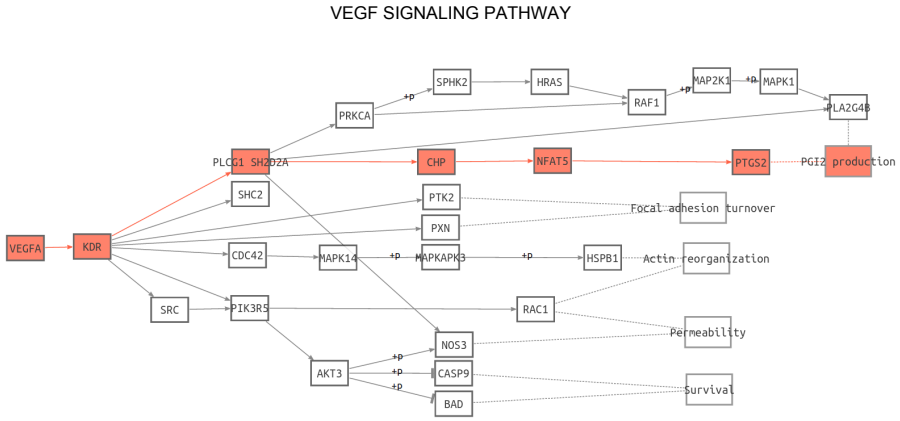 VEGF SIGNALING PATHWAY
SPHK2
HRAS
MAP2K1
+p
MAPK1
+p
+p
RAF1
PRKCA
PLA2G4B
PLCG1 SH2D2A
CHP
NFAT5
PTGS2
PGI2 production
SHC2
PTK2
Focal adhesion turnover
PXN
VEGFA
KDR
CDC42
MAPK14
+p
MAPKAPK3
+p
HSPB1
Actin reorganization
SRC
PIK3R5
RAC1
Permeability
NOS3
+p
AKT3
+p
CASP9
+p
Survival
BAD